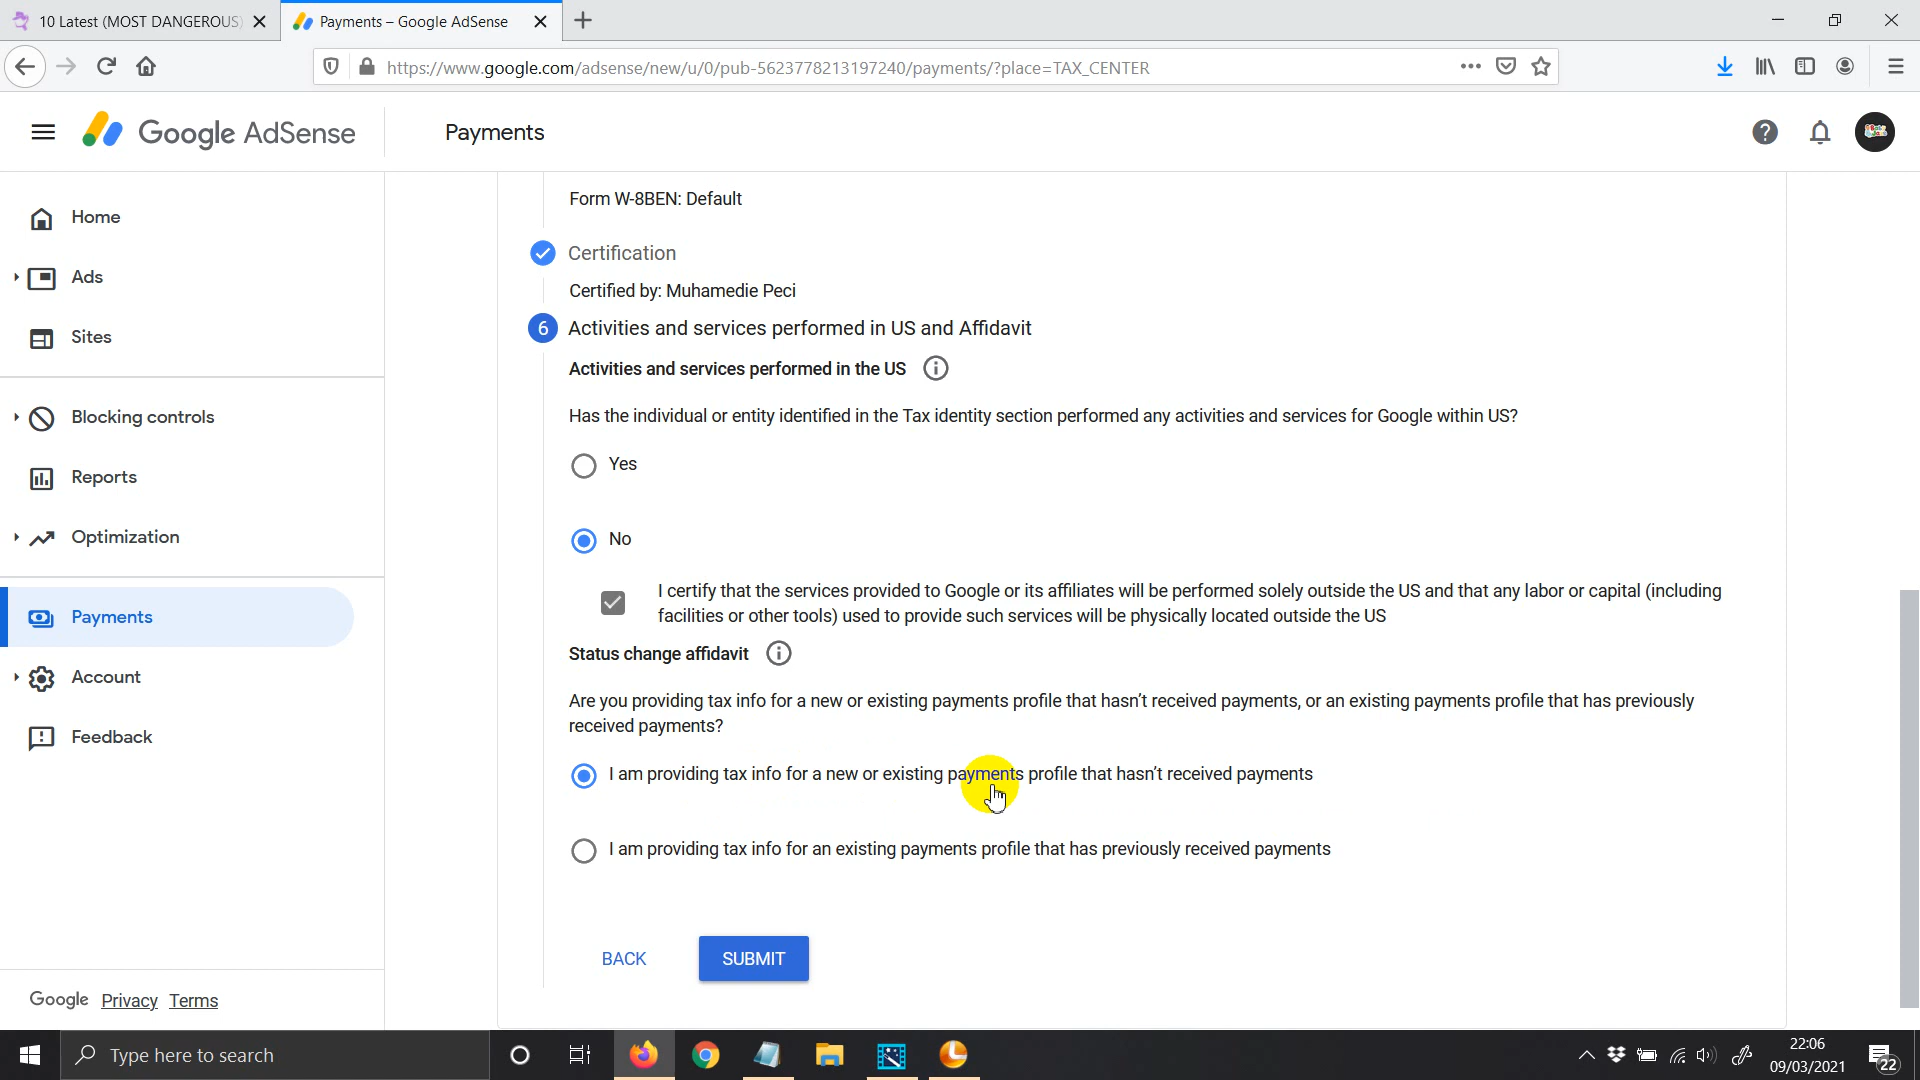 10 Latest (MOST DANGEROUS)
Payments – Google AdSense
https://www.google.com/adsense/new/u/0/pub-5623778213197240/payments/?place=TAX_CENTER
Google AdSense
Payments
Home
Ads
Sites
Blocking controls
Reports
Optimization
Payments
Account
Feedback
Google Privacy Terms
Form W-8BEN: Default
Certification
Certified by: Muhamedie Peci
6 Activities and services performed in US and Affidavit
Activities and services performed in the US
Has the individual or entity identified in the Tax identity section performed any activities and services for Google within US?
Yes
No
I certify that the services provided to Google or its affiliates will be performed solely outside the US and that any labor or capital (including
facilities or other tools) used to provide such services will be physically located outside the US
Status change affidavit
Are you providing tax info for a new or existing payments profile that hasn't received payments, or an existing payments profile that has previously
received payments?
I am providing tax info for a new or existing payments profile that hasn't received payments
I am providing tax info for an existing payments profile that has previously received payments
BACK
SUBMIT
Type here to search
22:06
09/03/2021
22